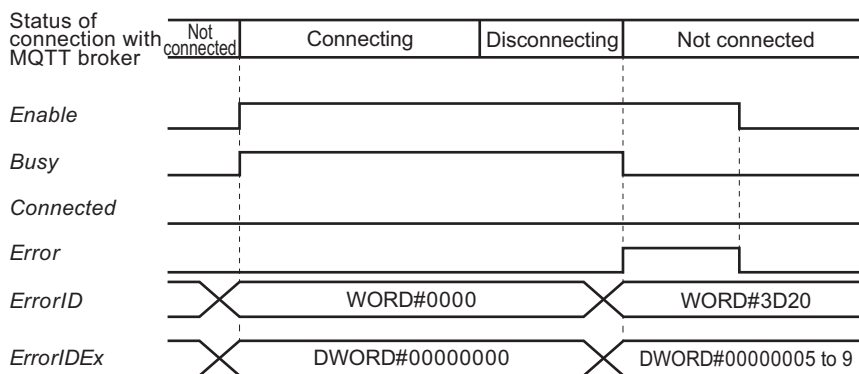 Status of
connection with
MQTT broker
Not
connected
Connecting
Disconnecting
Not connected
Enable
Busy
Connected
Error
ErrorID
WORD#0000
WORD#3D20
ErrorIDEx
DWORD#00000000
DWORD#00000005 to 9